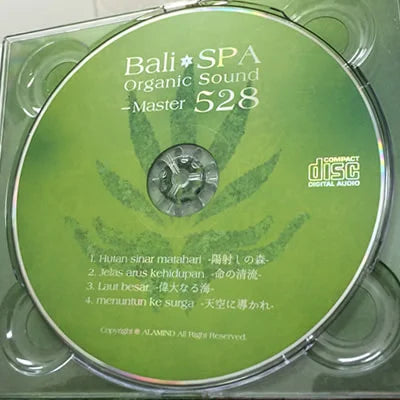 Bali✡SPA
Organic Sound
-Master 528
COMPACT
disc
DIGITAL AUDIO
1. Hutan sinar matahari -陽射しの森-
2. Jelas arus kehidupan. -命の清流-
3. Laut besar. -偉大なる海-
4. menuntun ke surga -天空に導かれ-
Copyright ALAMIND All Right Reserved.